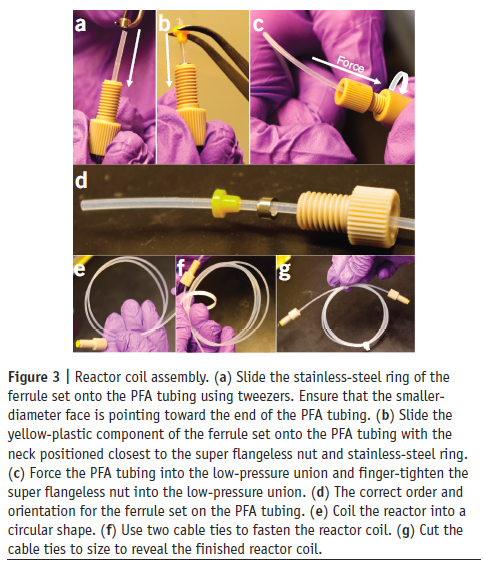 a
b
c
Force
d
e
f
g
Figure 3 | Reactor coil assembly. (a) Slide the stainless-steel ring of the
ferrule set onto the PFA tubing using tweezers. Ensure that the smaller-
diameter face is pointing toward the end of the PFA tubing. (b) Slide the
yellow-plastic component of the ferrule set onto the PFA tubing with the
neck positioned closest to the super flangeless nut and stainless-steel ring.
(c) Force the PFA tubing into the low-pressure union and finger-tighten the
super flangeless nut into the low-pressure union. (d) The correct order and
orientation for the ferrule set on the PFA tubing. (e) Coil the reactor into a
circular shape. (f) Use two cable ties to fasten the reactor coil. (g) Cut the
cable ties to size to reveal the finished reactor coil.